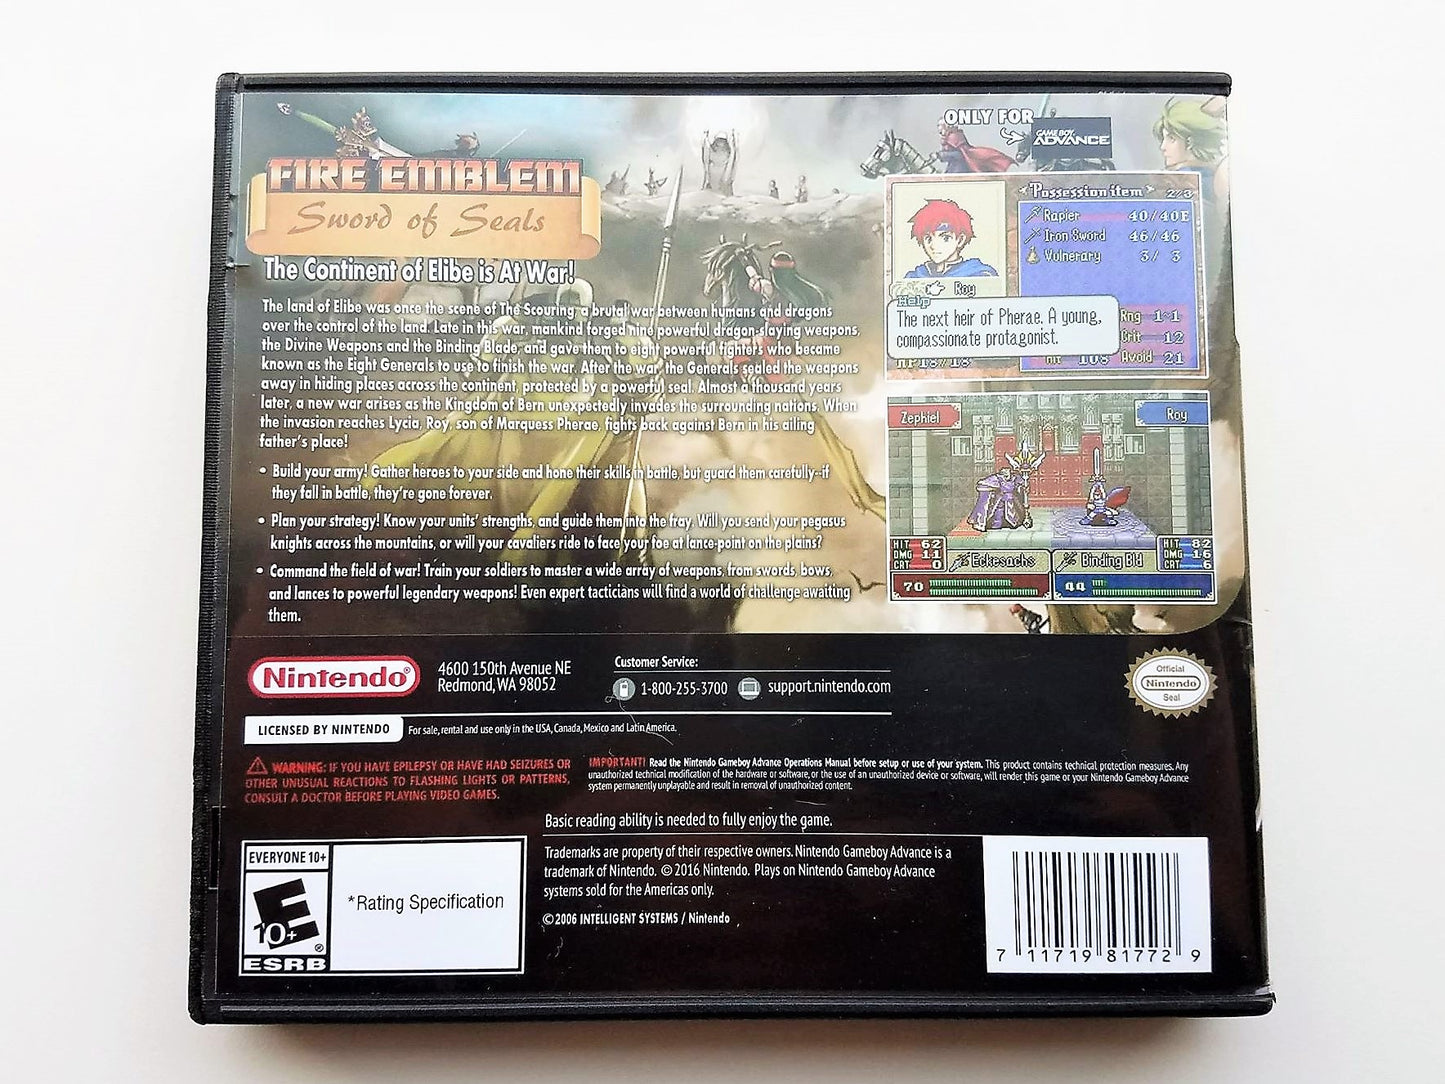 FIRE EMBLEM
Sword of Seals
The Continent of Elibe is At War!
The land of Elibe was once the scene of The Scouring, a brutal war between humans and dragons
over the control of the land. Late in this war, mankind forged nine powerful dragon-slaying weapons,
the Divine Weapons and the Binding Blade, and gave them to eight powerful fighters who became
known as the Eight Generals to use to finish the war. After the war, the Generals sealed the weapons
away in hiding places across the continent, protected by a powerful seal. Almost a thousand years
later, a new war arises as the Kingdom of Bern unexpectedly invades the surrounding nations. When
the invasion reaches Lycia, Roy, son of Marquess Pherae, fights back against Bern in his ailing
father's place!
• Build your army! Gather heroes to your side and hone their skills in battle, but guard them carefully--if
they fall in battle, they're gone forever.
• Plan your strategy! Know your units' strengths, and guide them into the fray. Will you send your pegasus
knights across the mountains, or will your cavaliers ride to face your foe at lance-point on the plains?
• Command the field of war! Train your soldiers to master a wide array of weapons, from swords, bows,
and lances to powerful legendary weapons! Even expert tacticians will find a world of challenge awaiting
them.
ONLY FOR
GAME BOY
ADVANCE
Possession item 2/3
Rapier 40/40E
Iron Sword 46/46
Vulnerary 3/ 3
Roy
Help
The next heir of Pherae. A young,
compassionate protagonist.
Rng 1~1
Crit 12
HP 18/18 Hit 108 Avoid 21
Zephiel
Roy
HIT 62
DMG 11
CRT 0
Eckesachs
Binding Bld
HIT 82
DMG 16
CRT 6
70
44
Nintendo®
4600 150th Avenue NE
Redmond, WA 98052
Customer Service:
1-800-255-3700 support.nintendo.com
Official
Nintendo
Seal
LICENSED BY NINTENDO
For sale, rental and use only in the USA, Canada, Mexico and Latin America.
WARNING: IF YOU HAVE EPILEPSY OR HAVE HAD SEIZURES OR
OTHER UNUSUAL REACTIONS TO FLASHING LIGHTS OR PATTERNS,
CONSULT A DOCTOR BEFORE PLAYING VIDEO GAMES.
IMPORTANT! Read the Nintendo Gameboy Advance Operations Manual before setup or use of your system. This product contains technical protection measures. Any
unauthorized technical modification of the hardware or software, or the use of an unauthorized device or software, will render this game or your Nintendo Gameboy Advance
system permanently unplayable and result in removal of unauthorized content.
Basic reading ability is needed to fully enjoy the game.
Trademarks are property of their respective owners. Nintendo Gameboy Advance is a
trademark of Nintendo. © 2016 Nintendo. Plays on Nintendo Gameboy Advance
systems sold for the Americas only.
©2006 INTELLIGENT SYSTEMS / Nintendo
EVERYONE 10+
E
10+
®
ESRB
*Rating Specification
7 11719 81772 9